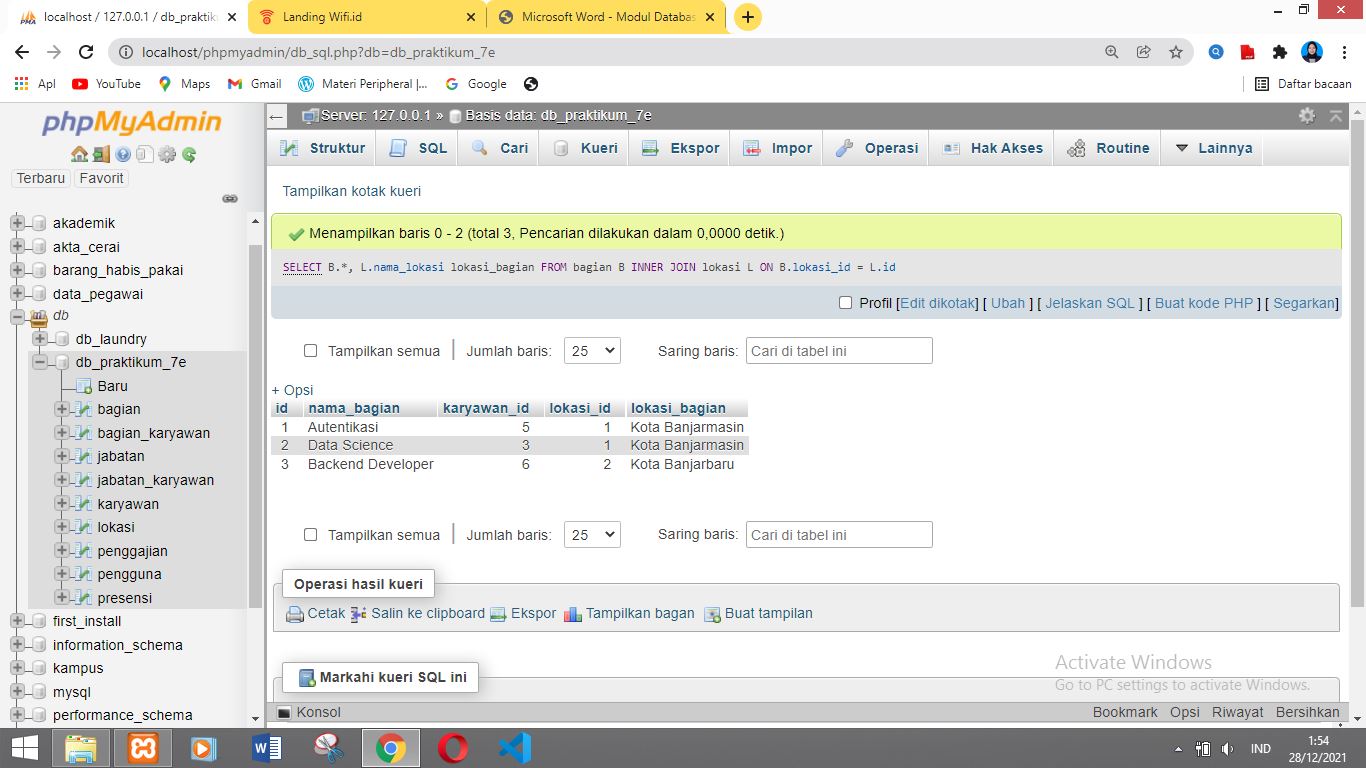 localhost / 127.0.0.1 / db_praktik
Landing Wifi.id
Microsoft Word - Modul Databas
localhost/phpmyadmin/db_sql.php?db=db_praktikum_7e
Apl YouTube Maps Gmail Materi Peripheral |... Google Daftar bacaan
phpMyAdmin
Terbaru Favorit
akademik
akta_cerai
barang_habis_pakai
data_pegawai
db
db_laundry
db_praktikum_7e
Baru
bagian
bagian_karyawan
jabatan
jabatan_karyawan
karyawan
lokasi
penggajian
pengguna
presensi
first_install
information_schema
kampus
mysql
performance_schema
Server: 127.0.0.1 » Basis data: db_praktikum_7e
Struktur SQL Cari Kueri Ekspor Impor Operasi Hak Akses Routine Lainnya
Tampilkan kotak kueri
Menampilkan baris 0 - 2 (total 3, Pencarian dilakukan dalam 0,0000 detik.)
SELECT B.*, L.nama_lokasi lokasi_bagian FROM bagian B INNER JOIN lokasi L ON B.lokasi_id = L.id
Profil [Edit dikotak] [ Ubah ] [ Jelaskan SQL ] [ Buat kode PHP ] [ Segarkan]
Tampilkan semua Jumlah baris: 25 Saring baris: Cari di tabel ini
+ Opsi
id nama_bagian karyawan_id lokasi_id lokasi_bagian
1 Autentikasi 5 1 Kota Banjarmasin
2 Data Science 3 1 Kota Banjarmasin
3 Backend Developer 6 2 Kota Banjarbaru
Tampilkan semua Jumlah baris: 25 Saring baris: Cari di tabel ini
Operasi hasil kueri
Cetak Salin ke clipboard Ekspor Tampilkan bagan Buat tampilan
Markahi kueri SQL ini
Activate Windows
Go to PC settings to activate Windows.
Konsol Bookmark Opsi Riwayat Bersihkan
IND
1:54
28/12/2021